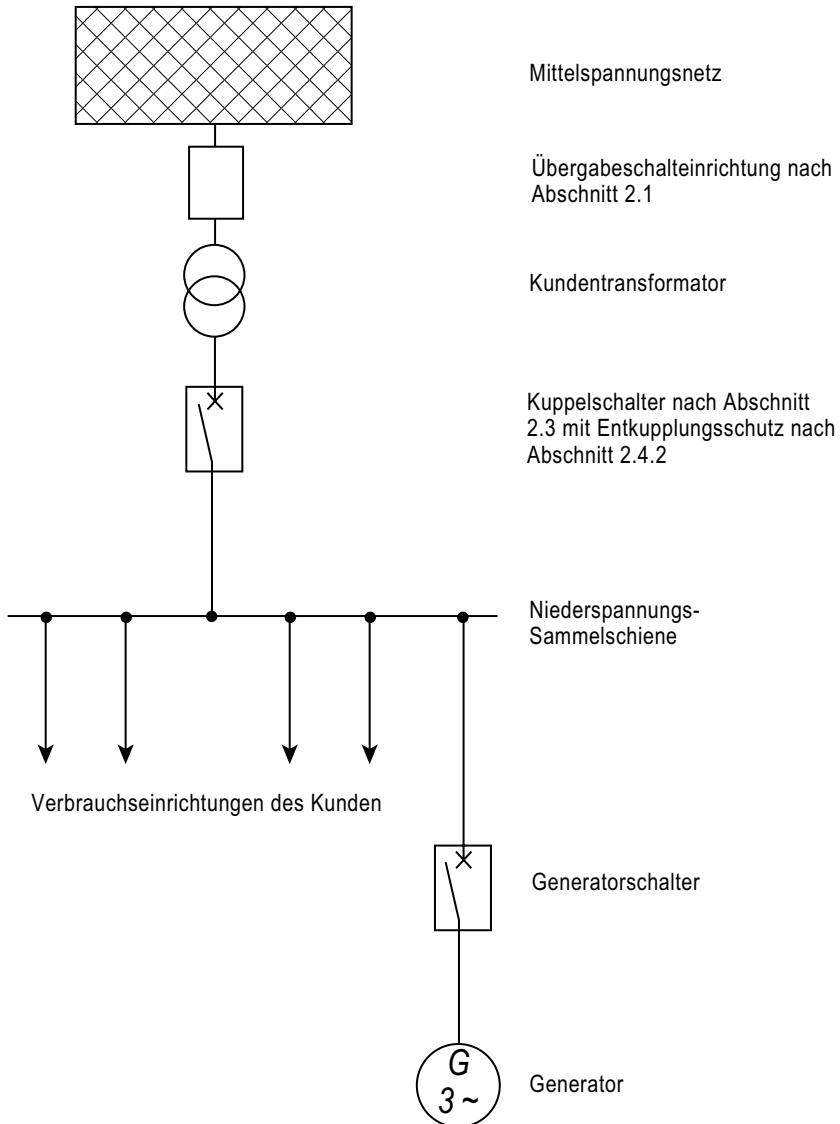 Mittelspannungsnetz
Übergabeschalteinrichtung nach
Abschnitt 2.1
Kundentransformator
Kuppelschalter nach Abschnitt
2.3 mit Entkupplungsschutz nach
Abschnitt 2.4.2
Niederspannungs-
Sammelschiene
Verbrauchseinrichtungen des Kunden
Generatorschalter
G
3 ~
Generator